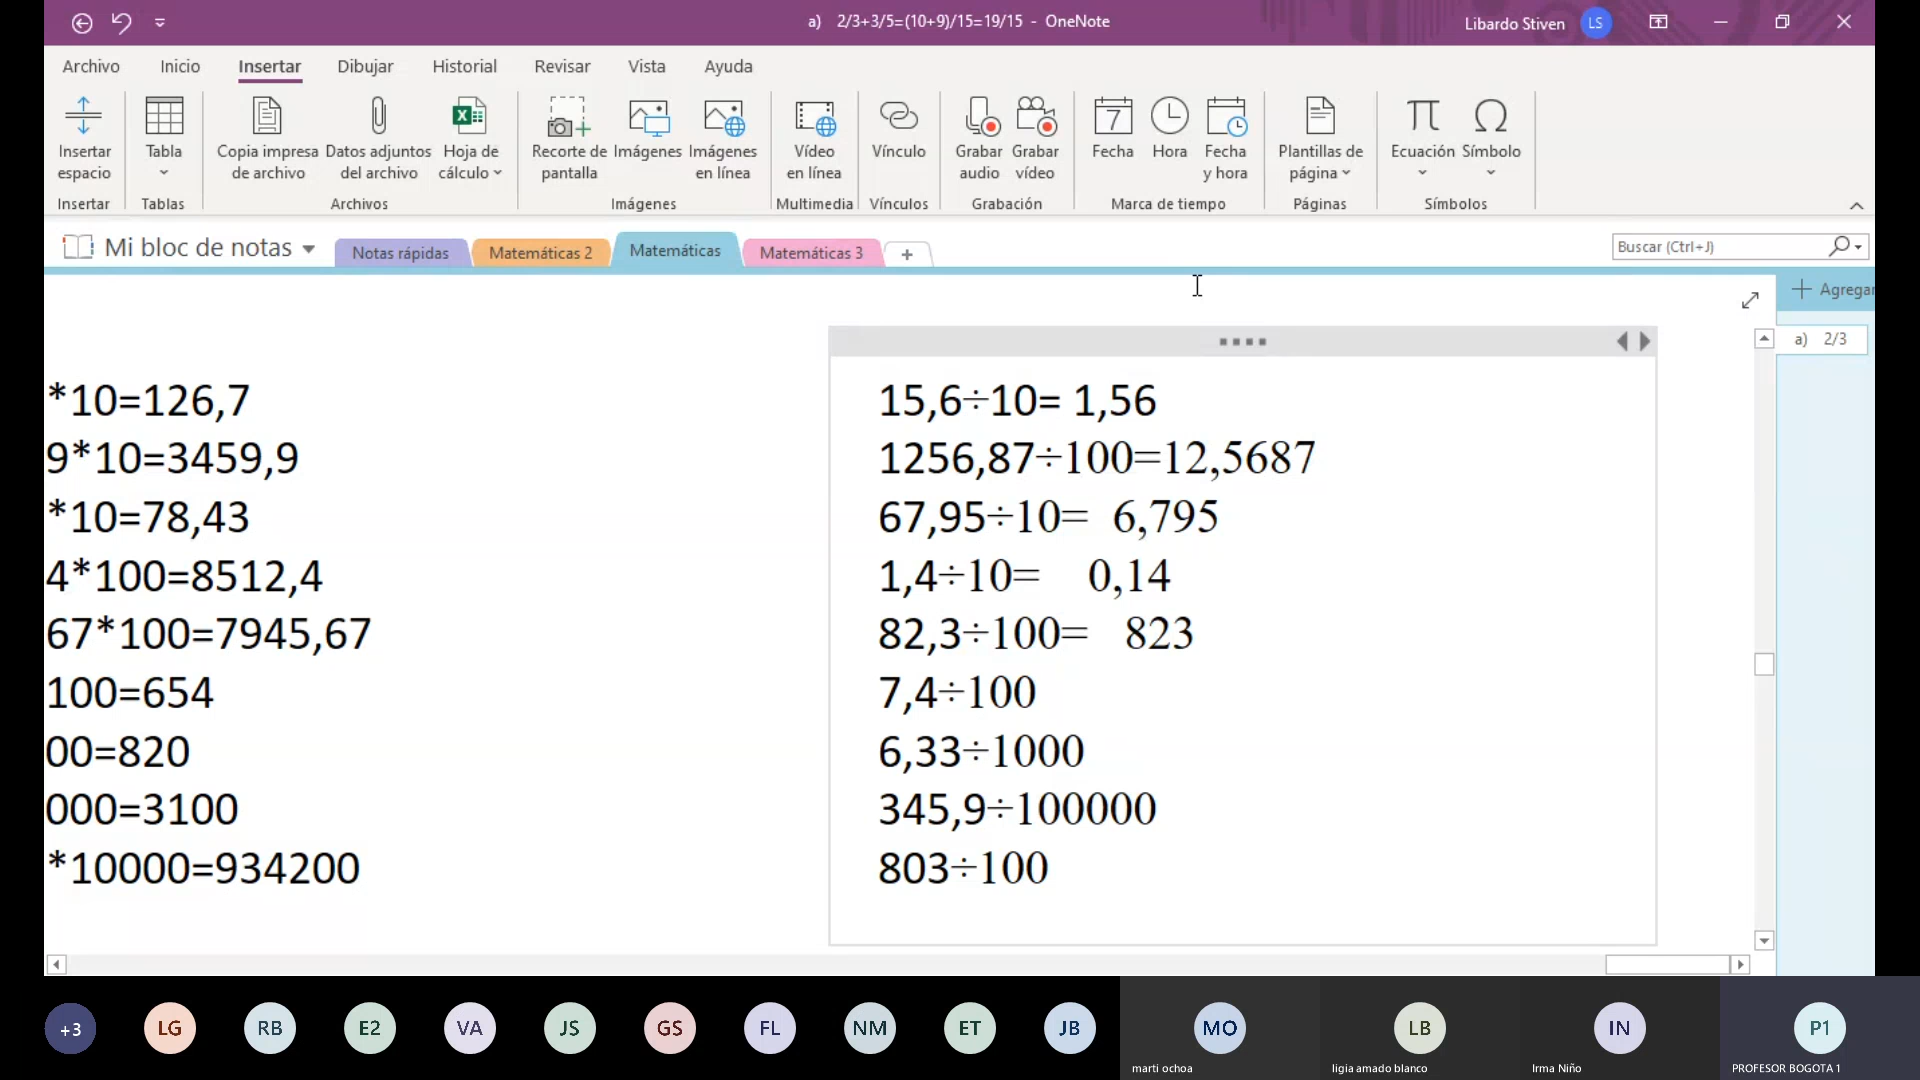 a) 2/3+3/5=(10+9)/15=19/15 - OneNote
Libardo Stiven
LS
Archivo
Inicio
Insertar
Dibujar
Historial
Revisar
Vista
Ayuda
Insertar espacio
Tabla
Copia impresa de archivo
Datos adjuntos del archivo
Hoja de cálculo
Recorte de pantalla
Imágenes
Imágenes en línea
Vídeo en línea
Vínculo
Grabar audio
Grabar vídeo
7
Fecha
Hora
Fecha y hora
Plantillas de página
π
Ecuación
Ω
Símbolo
Insertar
Tablas
Archivos
Imágenes
Multimedia
Vínculos
Grabación
Marca de tiempo
Páginas
Símbolos
Mi bloc de notas
Notas rápidas
Matemáticas 2
Matemáticas
Matemáticas 3
+
Buscar (Ctrl+J)
Agregar
a) 2/3
*10=126,7
9*10=3459,9
*10=78,43
4*100=8512,4
67*100=7945,67
100=654
00=820
000=3100
*10000=934200
15,6÷10= 1,56
1256,87÷100=12,5687
67,95÷10= 6,795
1,4÷10= 0,14
82,3÷100= 823
7,4÷100
6,33÷1000
345,9÷100000
803÷100
+3
LG
RB
E2
VA
JS
GS
FL
NM
ET
JB
MO
marti ochoa
LB
ligia amado blanco
IN
Irma Niño
P1
PROFESOR BOGOTA 1